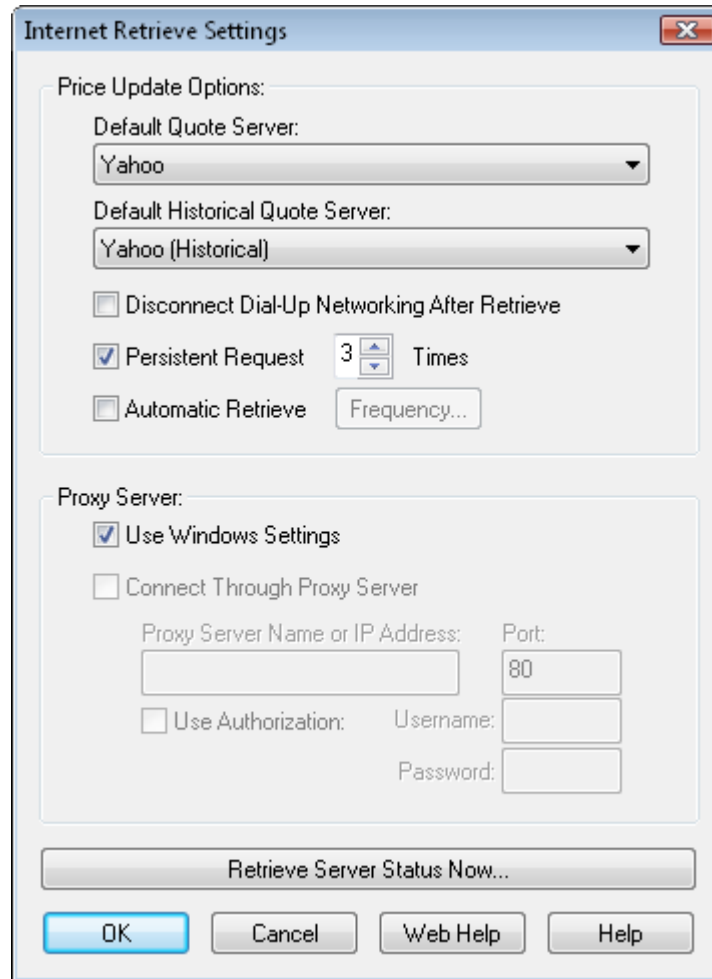 Internet Retrieve Settings
Price Update Options:
Default Quote Server:
Yahoo
Default Historical Quote Server:
Yahoo (Historical)
Disconnect Dial-Up Networking After Retrieve
Persistent Request 3 Times
Automatic Retrieve Frequency...
Proxy Server:
Use Windows Settings
Connect Through Proxy Server
Proxy Server Name or IP Address: Port:
80
Use Authorization: Username:
Password:
Retrieve Server Status Now...
OK Cancel Web Help Help